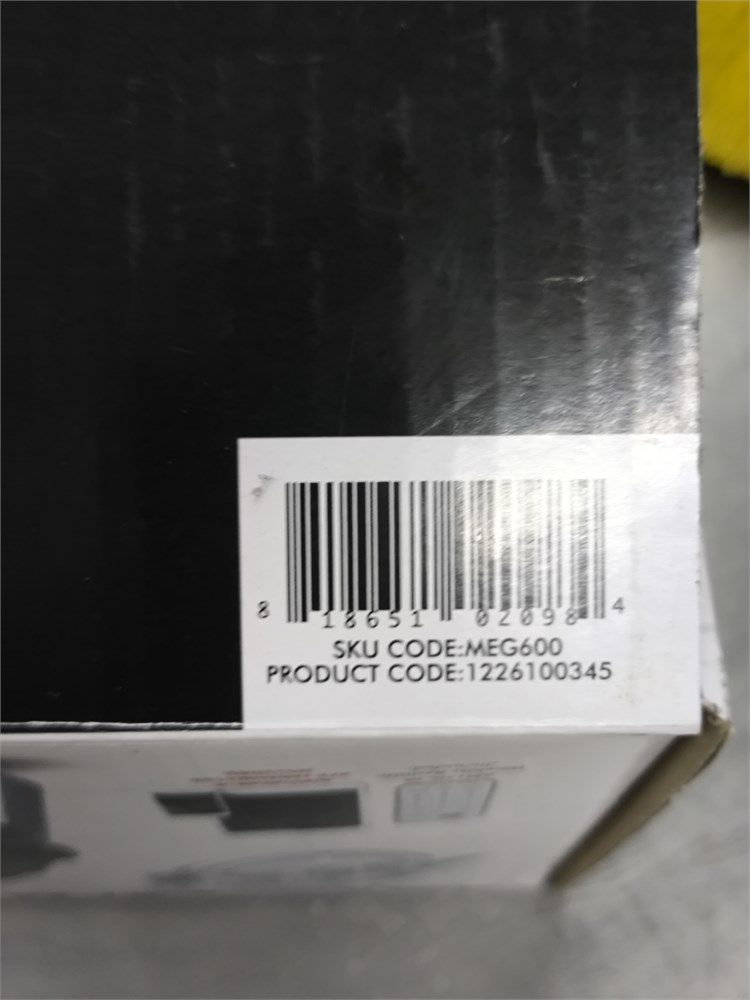 8 18651 02098 4
SKU CODE:MEG600
PRODUCT CODE:1226100345